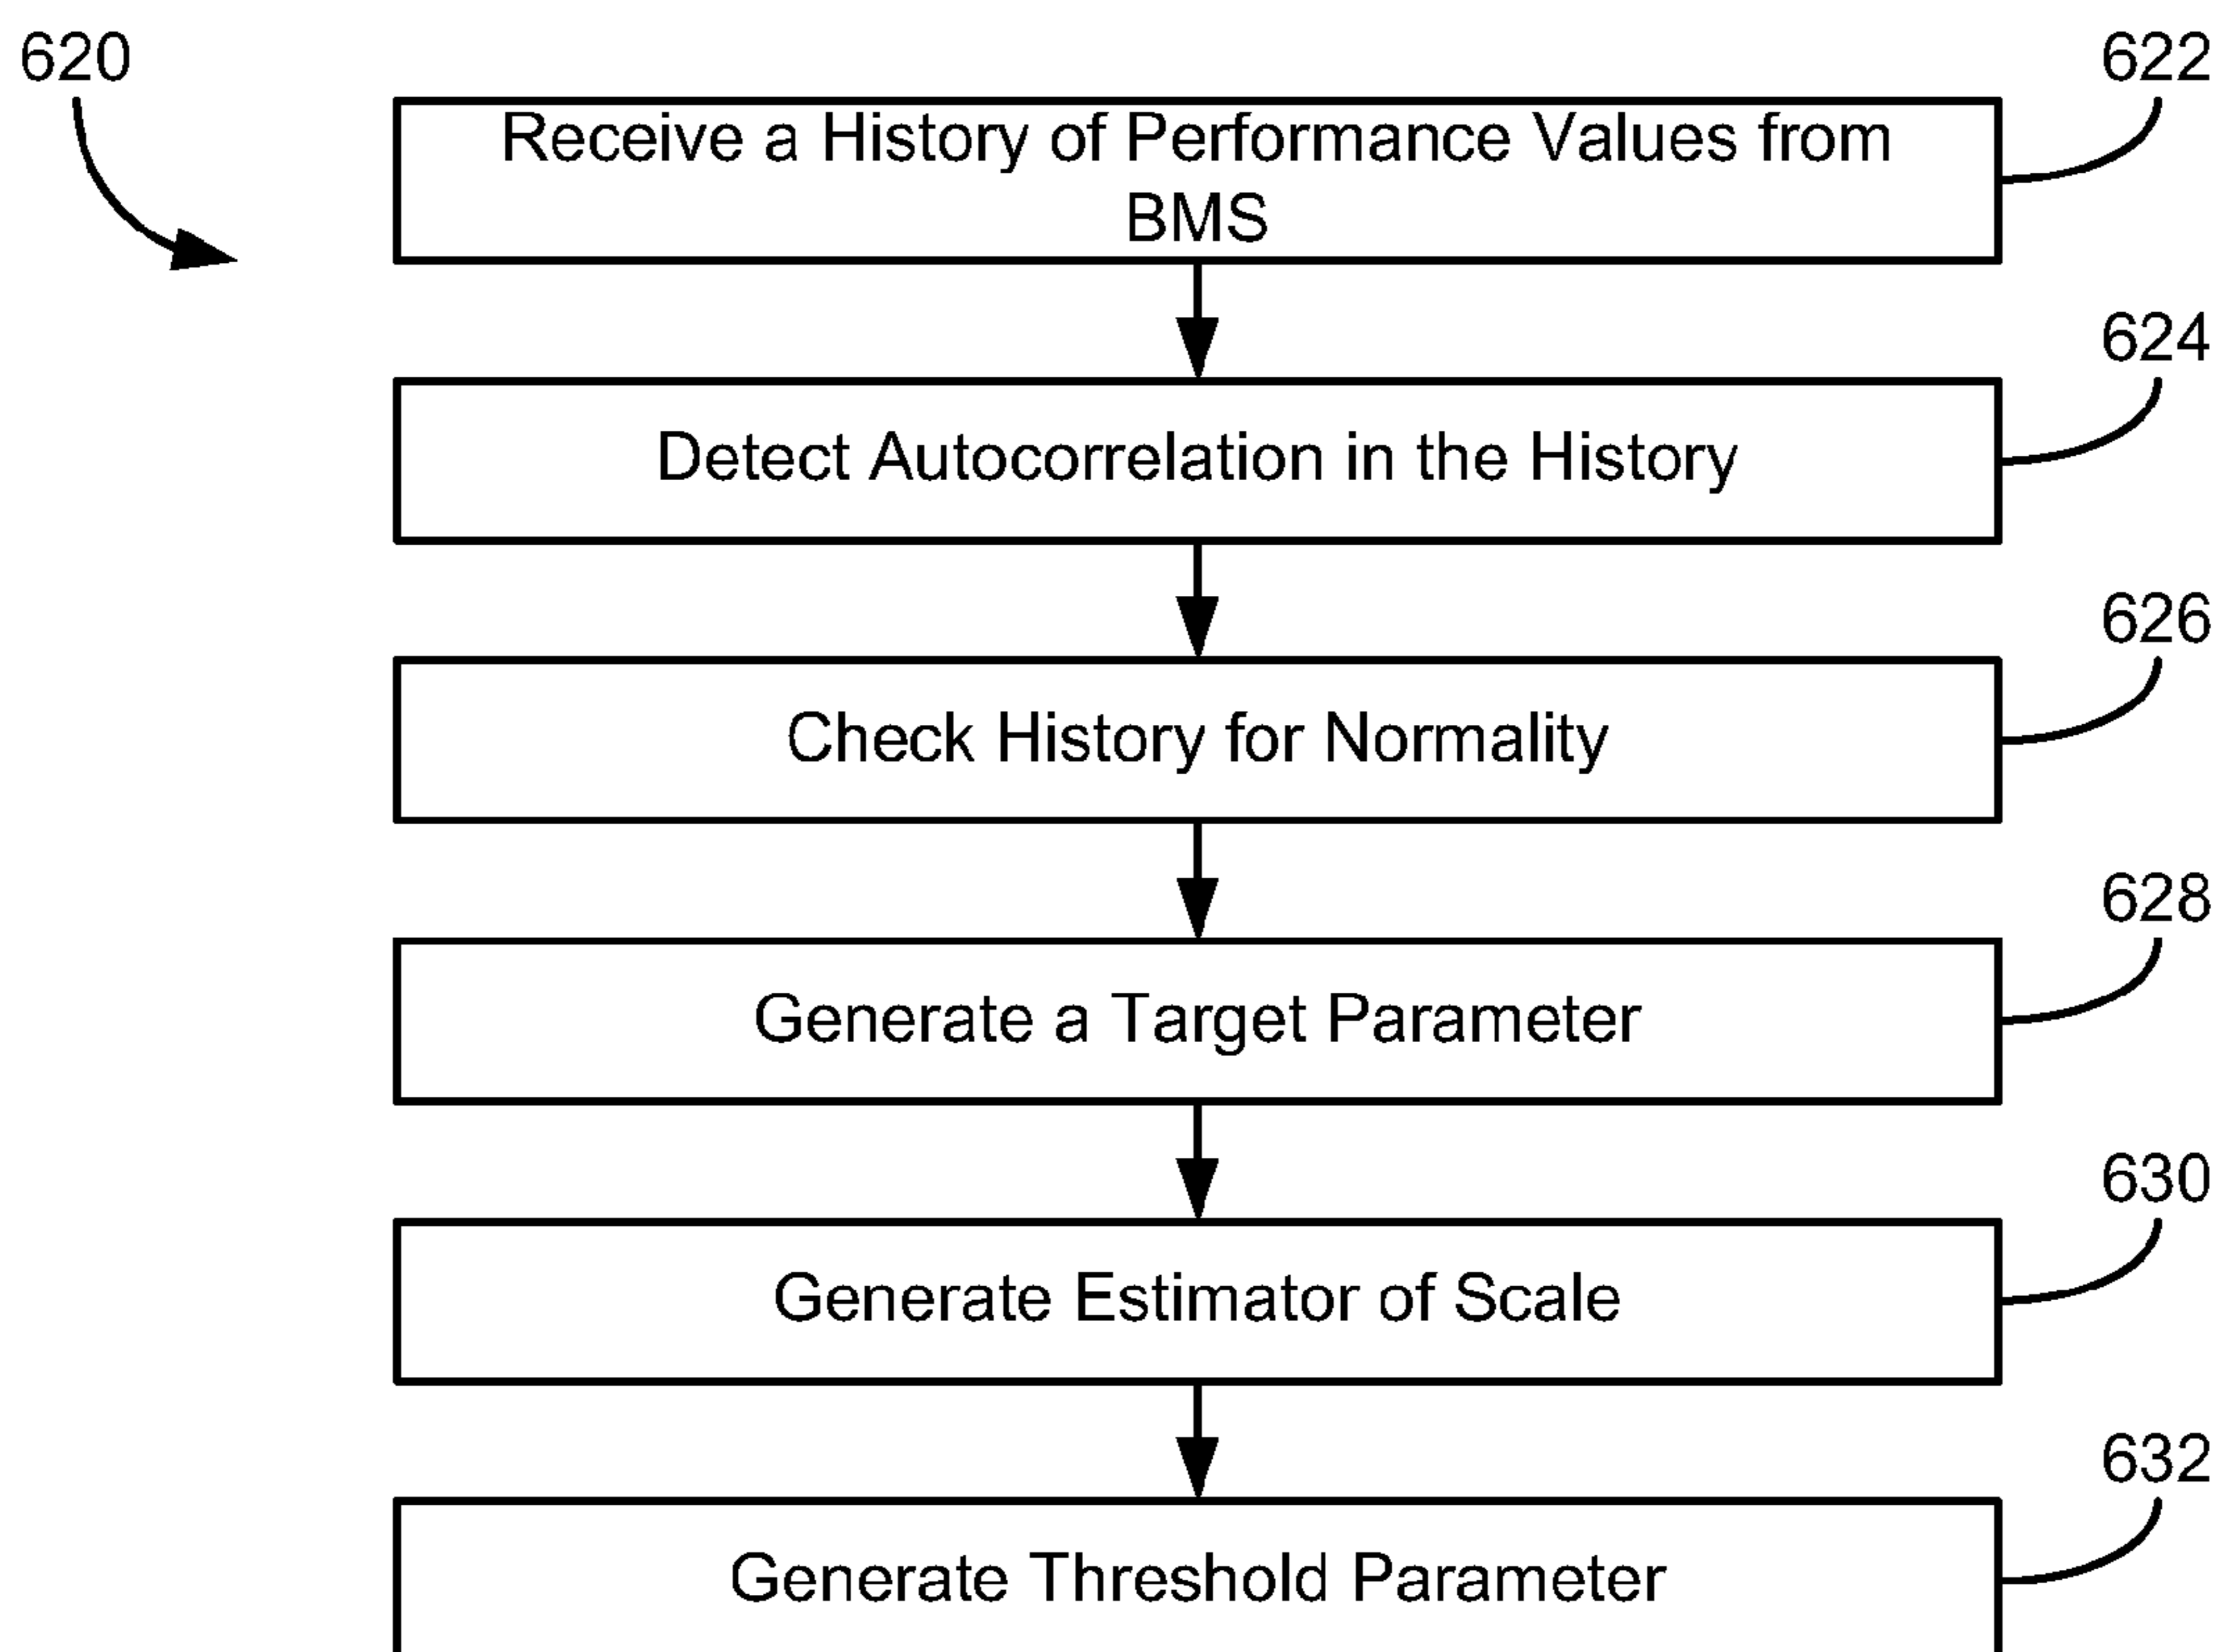 620
622
Receive a History of Performance Values from
BMS
624
Detect Autocorrelation in the History
626
Check History for Normality
628
Generate a Target Parameter
630
Generate Estimator of Scale
632
Generate Threshold Parameter